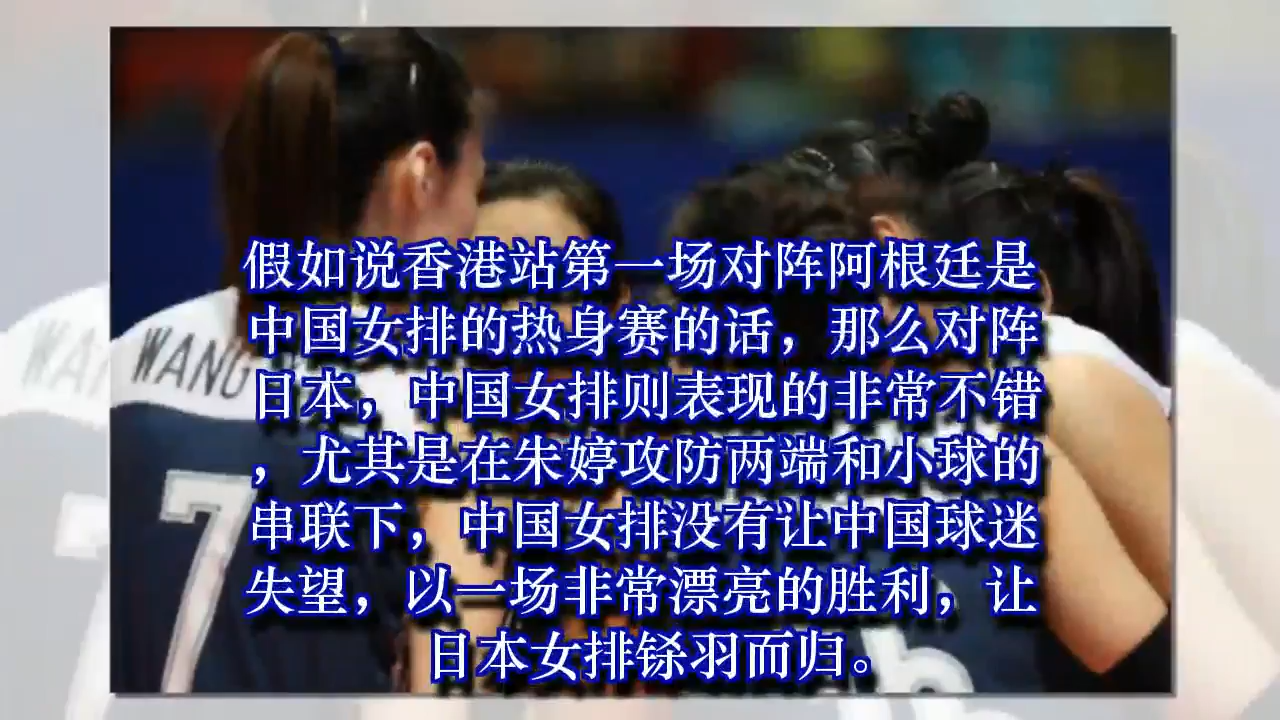 假如说香港站第一场对阵阿根廷是
中国女排的热身赛的话，那么对阵
日本，中国女排则表现的非常不错
，尤其是在朱婷攻防两端和小球的
串联下，中国女排没有让中国球迷
失望，以一场非常漂亮的胜利，让
日本女排铩羽而归。
WANG
7